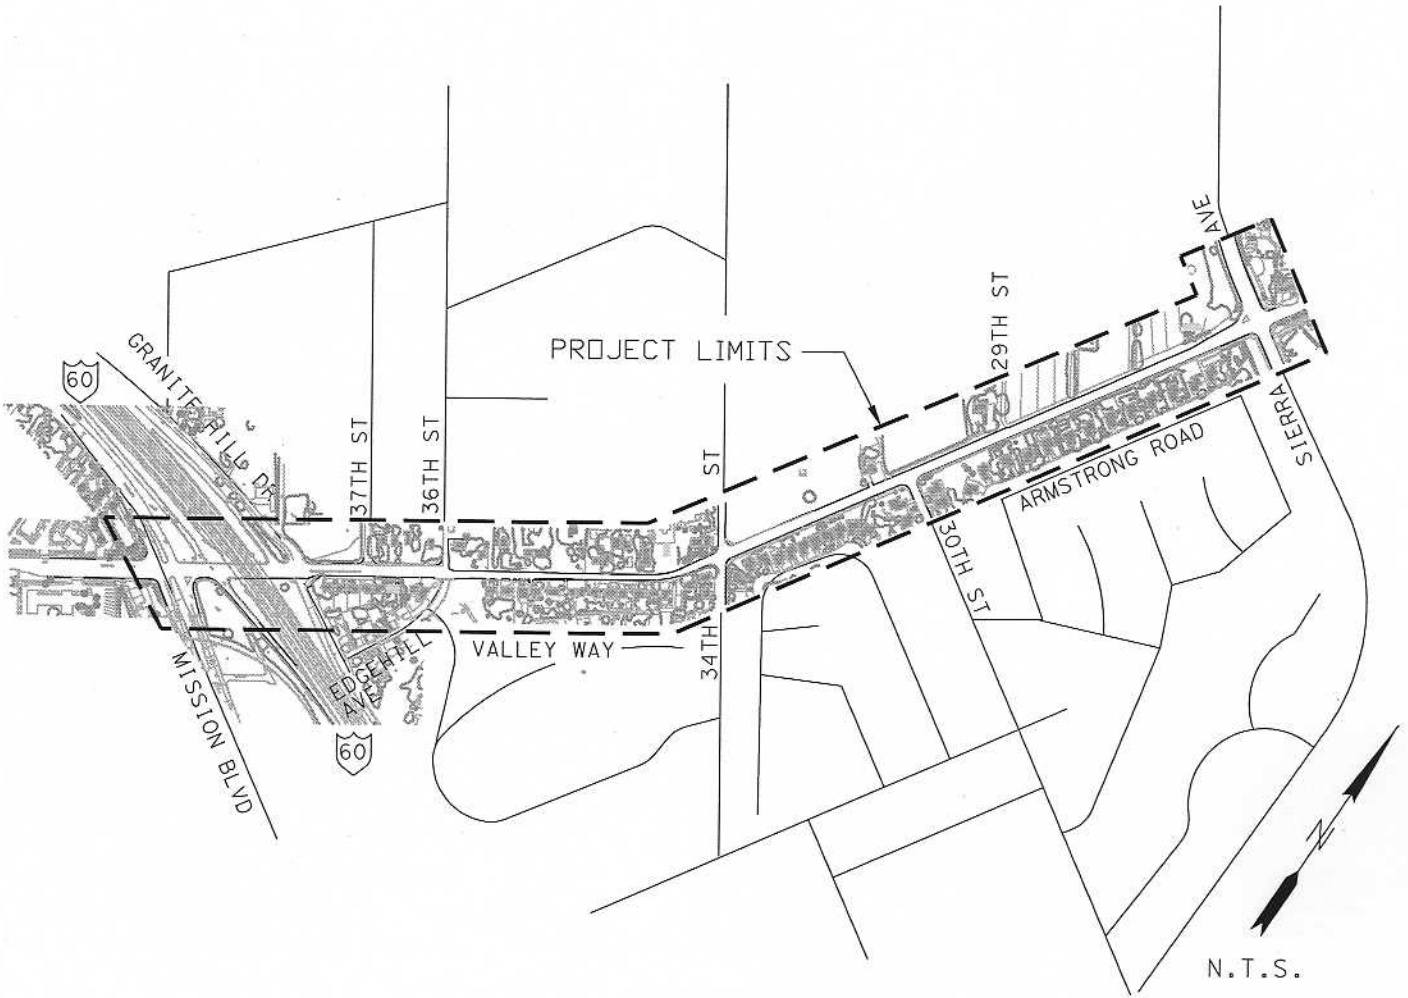 AVE
29TH ST
PROJECT LIMITS
GRANITE HILL DR
60
37TH ST
36TH ST
ST
SIERRA
ARMSTRONG ROAD
30TH ST
34TH
VALLEY WAY
EDGEHILL
AVE
MISSION BLVD
60
N
N.T.S.